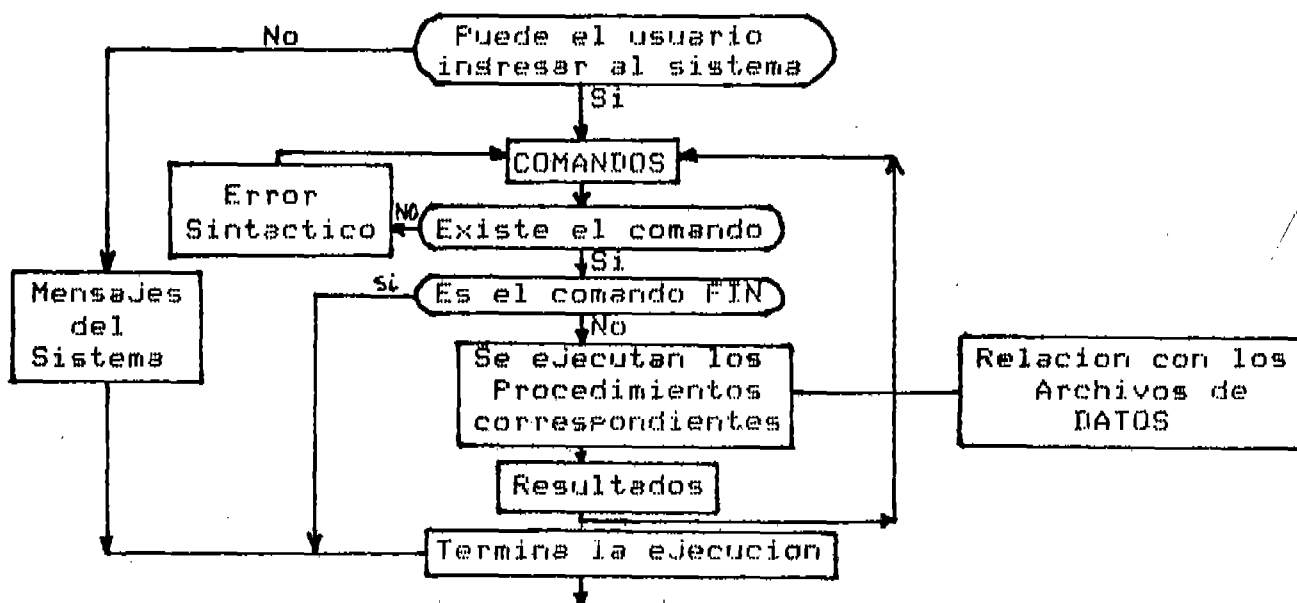 No
Puede el usuario
ingresar al sistema
Si
COMANDOS
Error
Sintactico
NO
Existe el comando
Si
Si
Es el comando FIN
No
Mensajes
del
Sistema
Se ejecutan los
Procedimientos
correspondientes
Relacion con los
Archivos de
DATOS
Resultados
Termina la ejecucion